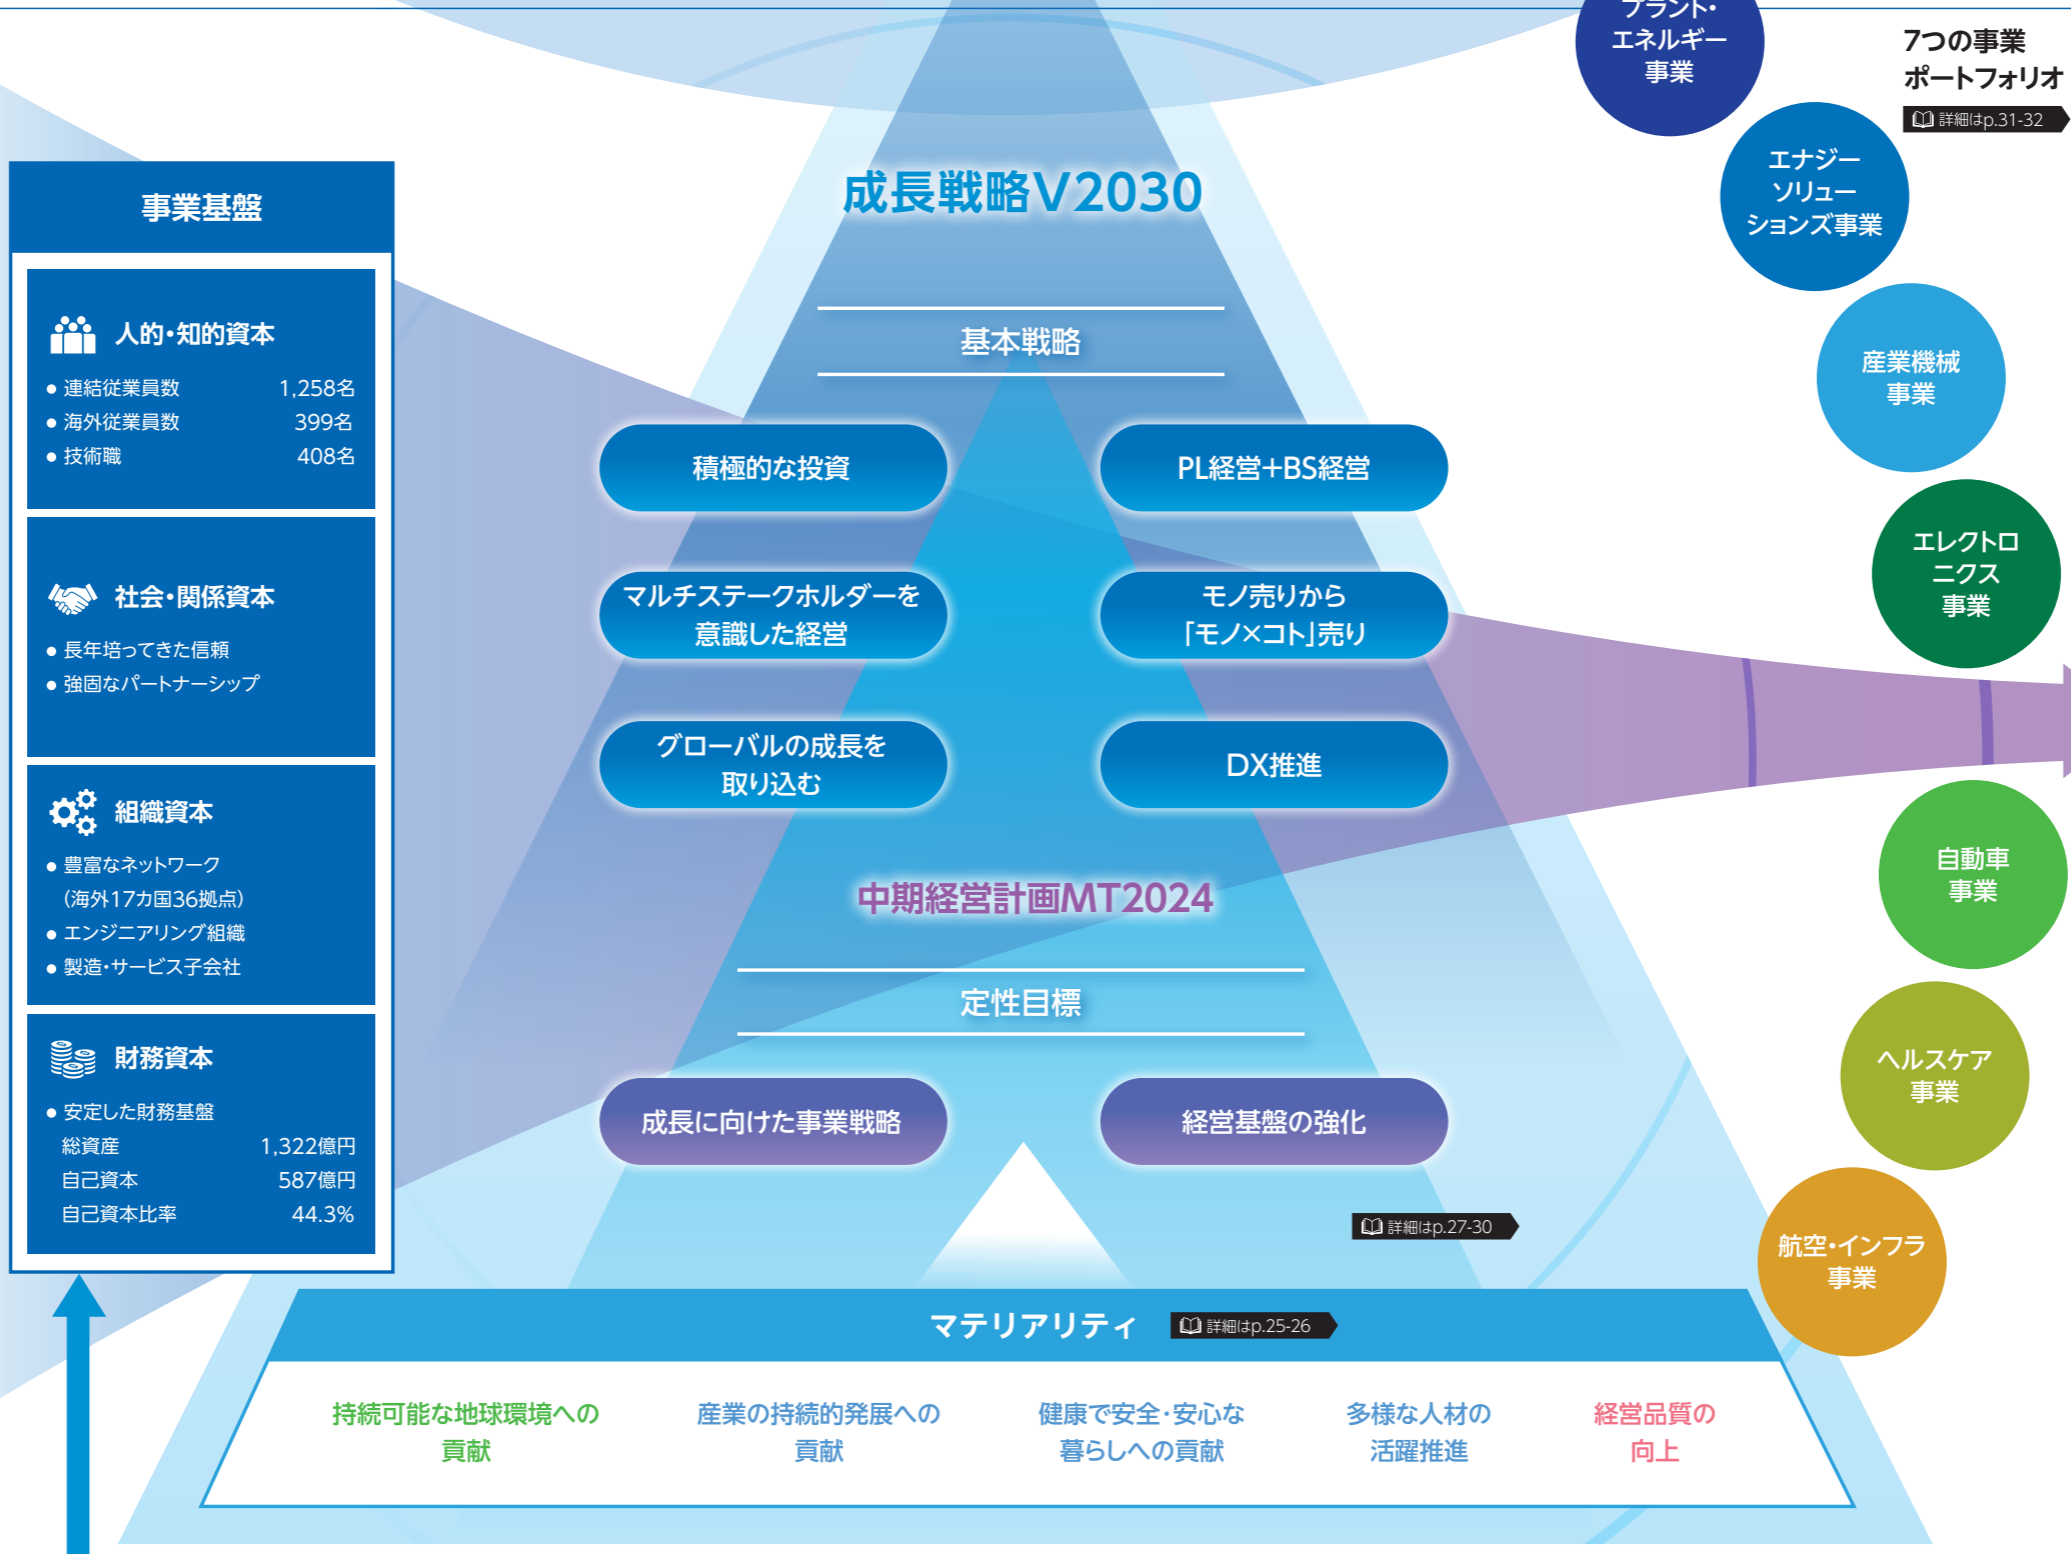 事業基盤
人的・知的資本
● 連結従業員数 1,258名
● 海外従業員数 399名
● 技術職 408名
社会・関係資本
● 長年培ってきた信頼
● 強固なパートナーシップ
組織資本
● 豊富なネットワーク
（海外17カ国36拠点）
● エンジニアリング組織
● 製造・サービス子会社
財務資本
● 安定した財務基盤
総資産 1,322億円
自己資本 587億円
自己資本比率 44.3%
成長戦略V2030
基本戦略
積極的な投資
PL経営＋BS経営
マルチステークホルダーを
意識した経営
モノ売りから
「モノ×コト」売り
グローバルの成長を
取り込む
DX推進
中期経営計画MT2024
定性目標
成長に向けた事業戦略
経営基盤の強化
詳細はp.27-30
マテリアリティ
詳細はp.25-26
持続可能な地球環境への
貢献
産業の持続的発展への
貢献
健康で安全・安心な
暮らしへの貢献
多様な人材の
活躍推進
経営品質の
向上
7つの事業
ポートフォリオ
詳細はp.31-32
プラント・
エネルギー
事業
エナジー
ソリュー
ションズ事業
産業機械
事業
エレクトロ
ニクス
事業
自動車
事業
ヘルスケア
事業
航空・インフラ
事業